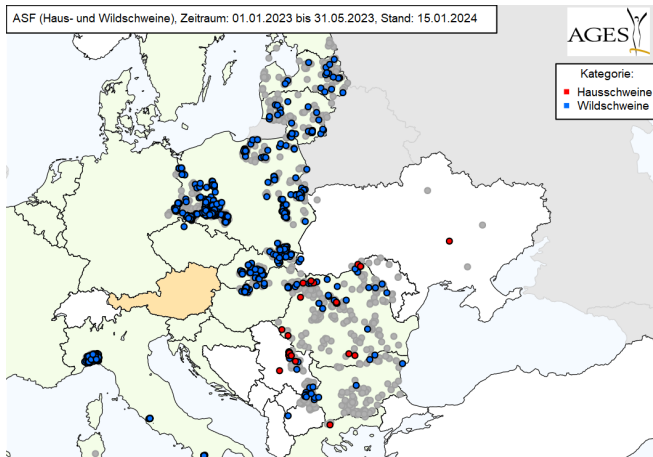 ASF (Haus- und Wildschweine), Zeitraum: 01.01.2023 bis 31.05.2023, Stand: 15.01.2024
AGES
Kategorie:
Hausschweine
Wildschweine